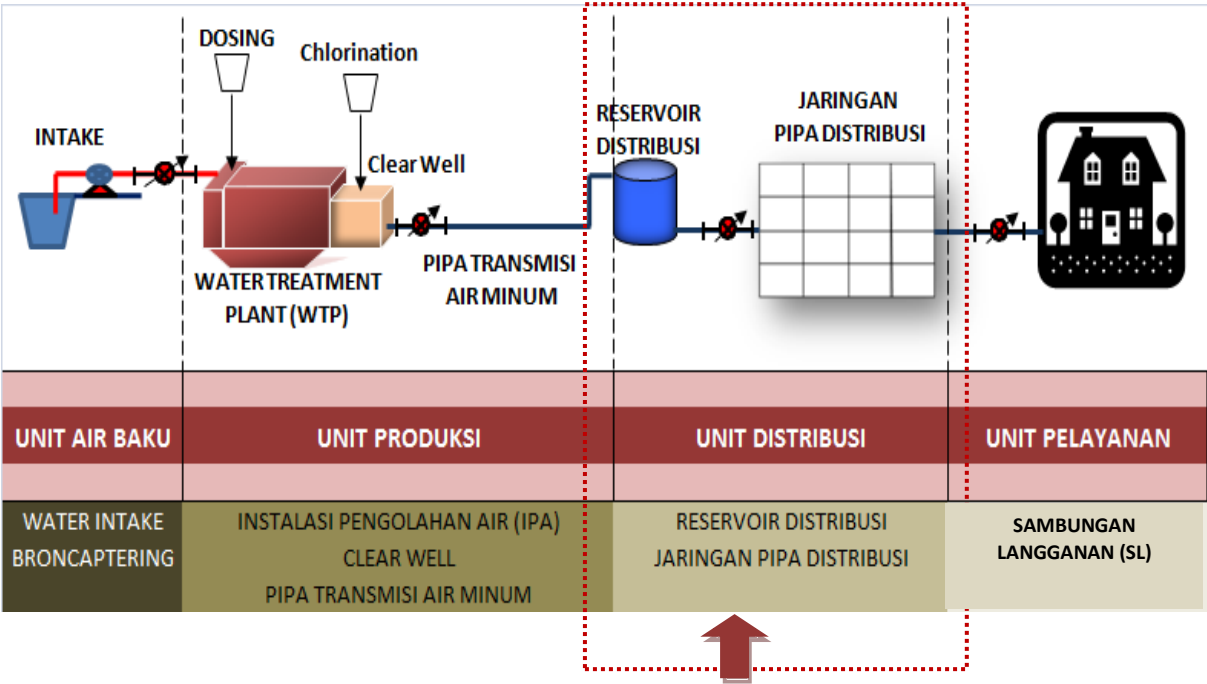 DOSING
Chlorination
INTAKE
Clear Well
WATER TREATMENT
PLANT (WTP)
PIPA TRANSMISI
AIR MINUM
RESERVOIR
DISTRIBUSI
JARINGAN
PIPA DISTRIBUSI
UNIT AIR BAKU
UNIT PRODUKSI
UNIT DISTRIBUSI
UNIT PELAYANAN
WATER INTAKE
BRONCAPTERING
INSTALASI PENGOLAHAN AIR (IPA)
CLEAR WELL
PIPA TRANSMISI AIR MINUM
RESERVOIR DISTRIBUSI
JARINGAN PIPA DISTRIBUSI
SAMBUNGAN
LANGGANAN (SL)